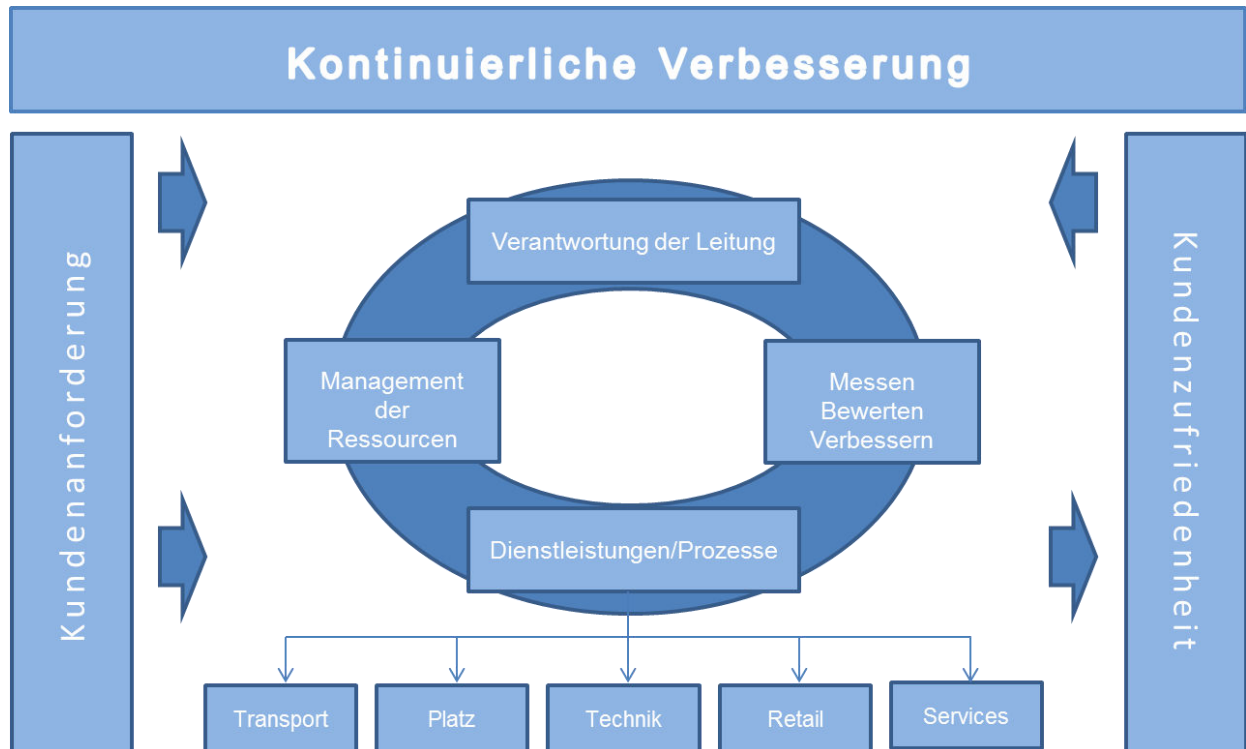 Kontinuierliche Verbesserung
Kundenanforderung
Verantwortung der Leitung
Management
der
Ressourcen
Messen
Bewerten
Verbessern
Dienstleistungen/Prozesse
Kundenzufriedenheit
Transport
Platz
Technik
Retail
Services